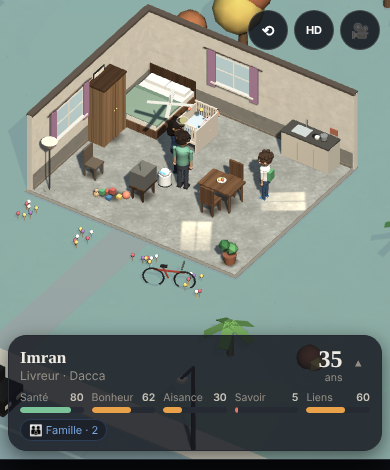 HD
Imran
Livreur · Dacca
35
ans
Santé 80 Bonheur 62 Aisance 30 Savoir 5 Liens 60
Famille · 2